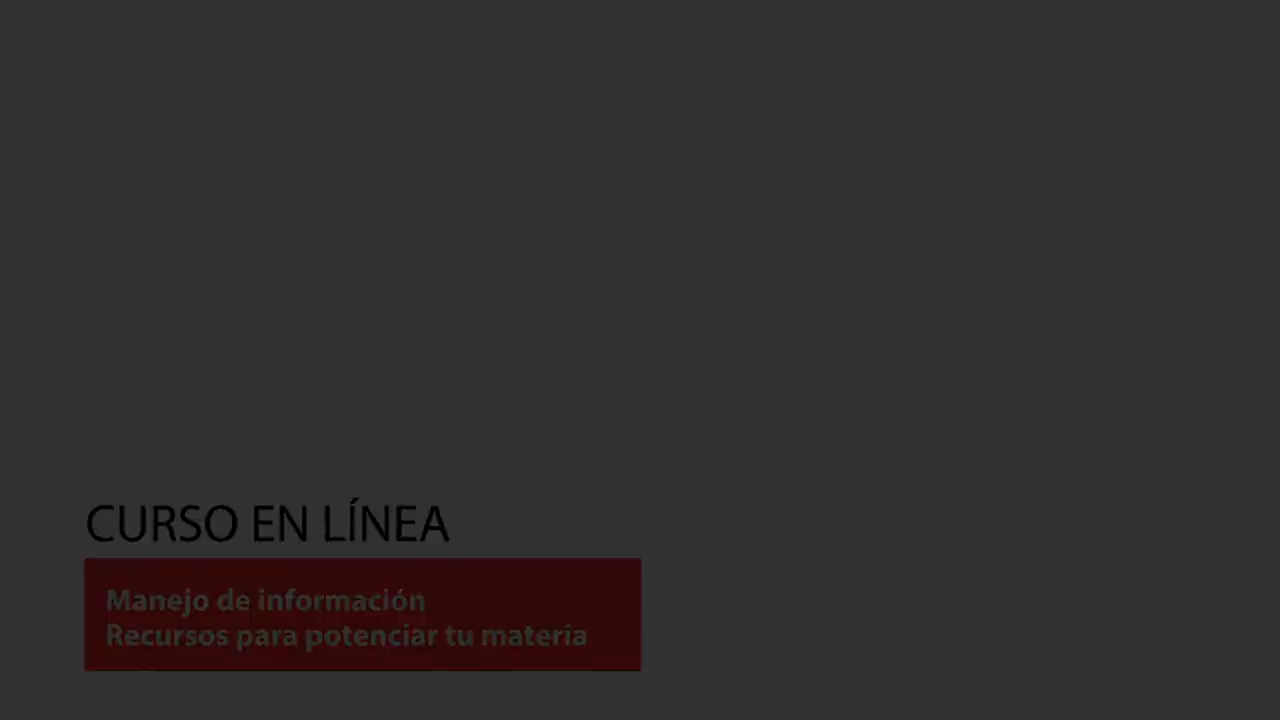 CURSO EN LÍNEA
Manejo de información
Recursos para potenciar tu materia